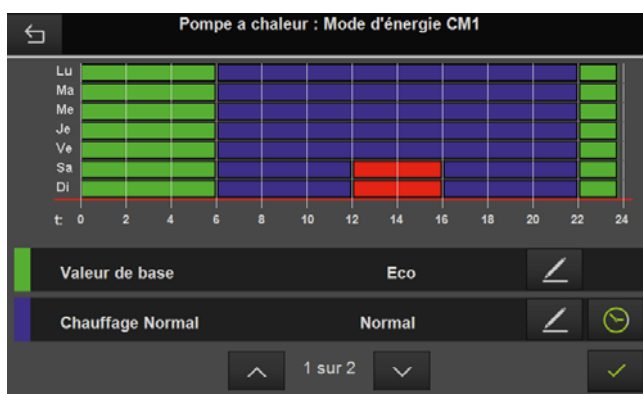 Pompe a chaleur : Mode d'énergie CM1
Lu
Ma
Me
Je
Ve
Sa
Di
t: 0 2 4 6 8 10 12 14 16 18 20 22 24
Valeur de base Eco
Chauffage Normal Normal
1 sur 2